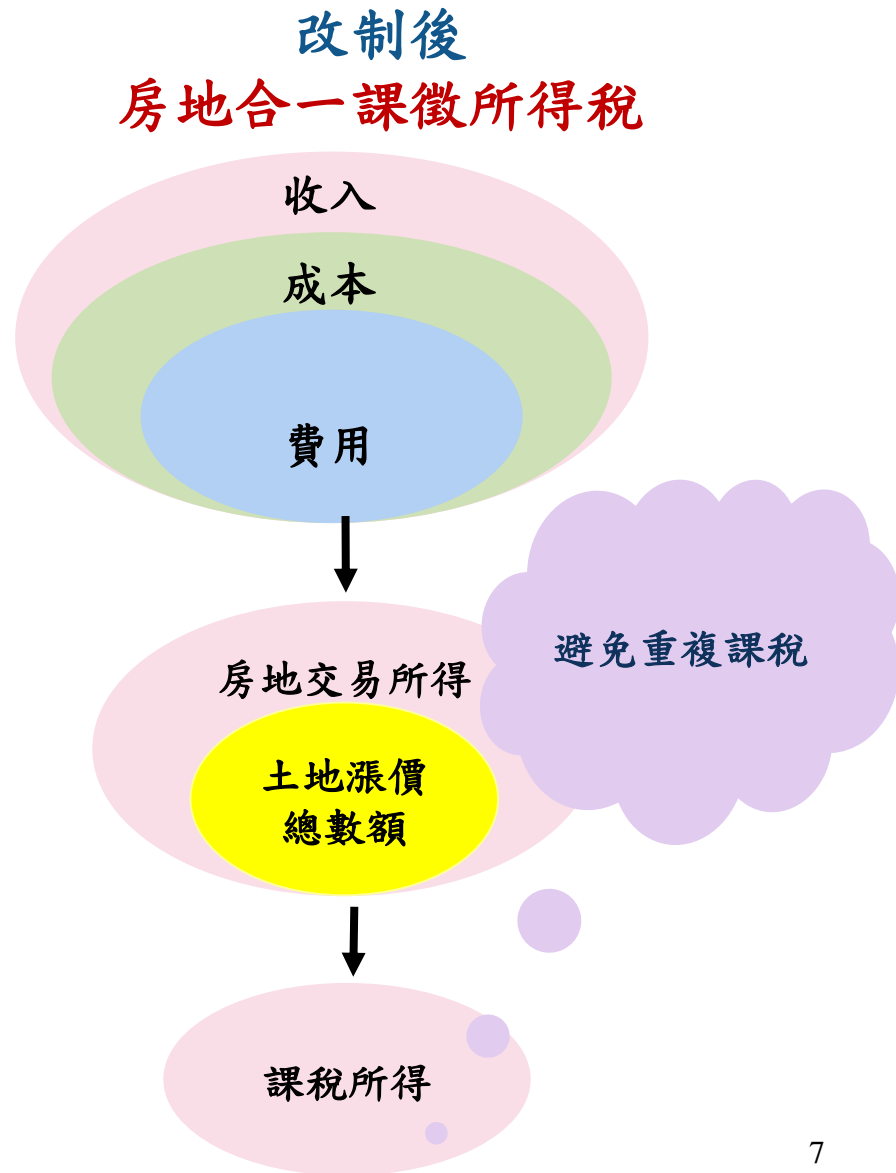 改制後
房地合一課徵所得稅
收入
成本
費用
避免重複課稅
房地交易所得
土地漲價
總數額
課稅所得
7